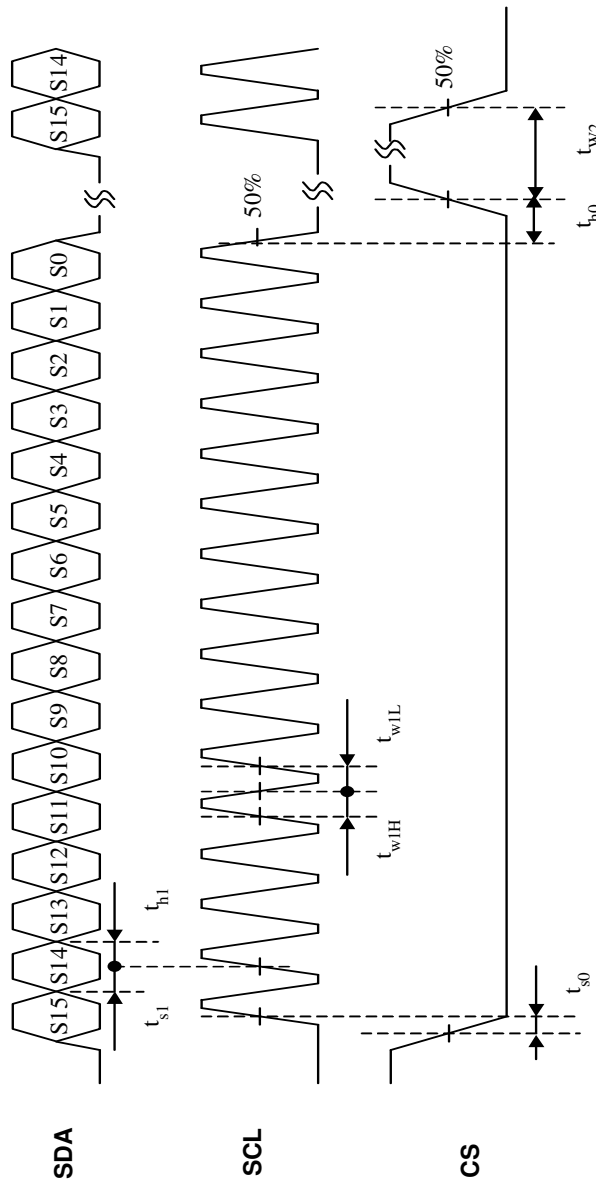 SDA
S15 S14 S13 S12 S11 S10 S9 S8 S7 S6 S5 S4 S3 S2 S1 S0 S15 S14
t_s1 t_h1
SCL
50%
t_w1H t_w1L
CS
50%
t_s0 t_h0 t_W2